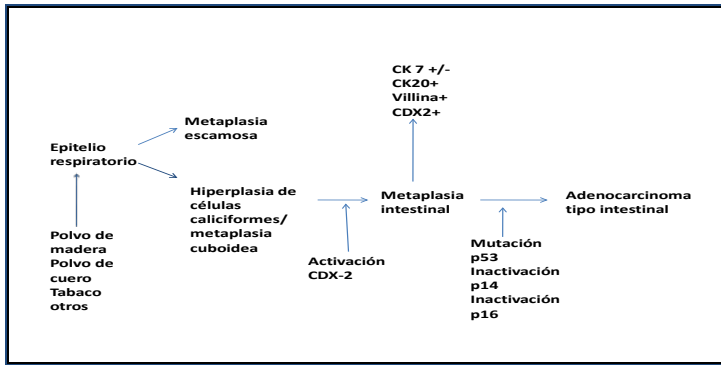 CK 7 +/-
CK20+
Villina+
CDX2+
Metaplasia
escamosa
Epitelio
respiratorio
Hiperplasia de
células
caliciformes/
metaplasia
cuboidea
Metaplasia
intestinal
Adenocarcinoma
tipo intestinal
Polvo de
madera
Polvo de
cuero
Tabaco
otros
Activación
CDX-2
Mutación
p53
Inactivación
p14
Inactivación
p16